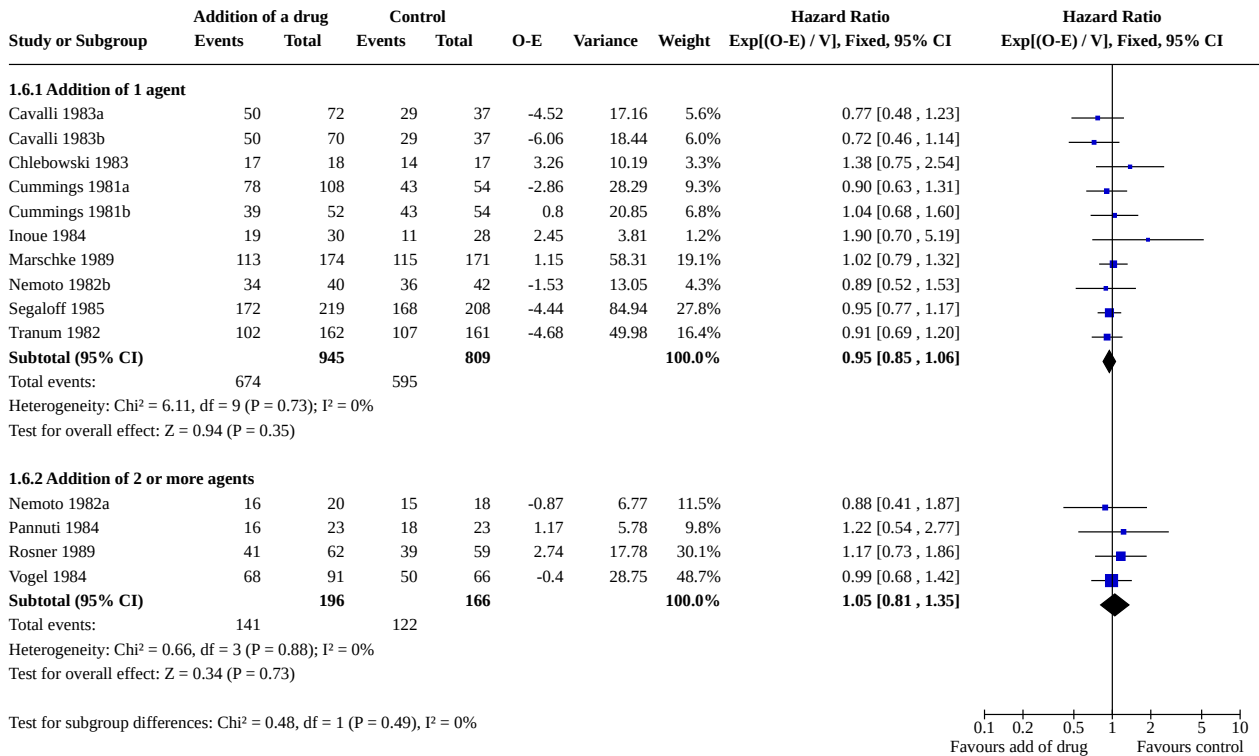 Addition of a drug Control Hazard Ratio Hazard Ratio
Study or Subgroup Events Total Events Total O-E Variance Weight Exp[(O-E) / V], Fixed, 95% CI Exp[(O-E) / V], Fixed, 95% CI
1.6.1 Addition of 1 agent
Cavalli 1983a 50 72 29 37 -4.52 17.16 5.6% 0.77 [0.48 , 1.23]
Cavalli 1983b 50 70 29 37 -6.06 18.44 6.0% 0.72 [0.46 , 1.14]
Chlebowski 1983 17 18 14 17 3.26 10.19 3.3% 1.38 [0.75 , 2.54]
Cummings 1981a 78 108 43 54 -2.86 28.29 9.3% 0.90 [0.63 , 1.31]
Cummings 1981b 39 52 43 54 0.8 20.85 6.8% 1.04 [0.68 , 1.60]
Inoue 1984 19 30 11 28 2.45 3.81 1.2% 1.90 [0.70 , 5.19]
Marschke 1989 113 174 115 171 1.15 58.31 19.1% 1.02 [0.79 , 1.32]
Nemoto 1982b 34 40 36 42 -1.53 13.05 4.3% 0.89 [0.52 , 1.53]
Segaloff 1985 172 219 168 208 -4.44 84.94 27.8% 0.95 [0.77 , 1.17]
Tranum 1982 102 162 107 161 -4.68 49.98 16.4% 0.91 [0.69 , 1.20]
Subtotal (95% CI) 945 809 100.0% 0.95 [0.85 , 1.06]
Total events: 674 595
Heterogeneity: Chi² = 6.11, df = 9 (P = 0.73); I² = 0%
Test for overall effect: Z = 0.94 (P = 0.35)
1.6.2 Addition of 2 or more agents
Nemoto 1982a 16 20 15 18 -0.87 6.77 11.5% 0.88 [0.41 , 1.87]
Pannuti 1984 16 23 18 23 1.17 5.78 9.8% 1.22 [0.54 , 2.77]
Rosner 1989 41 62 39 59 2.74 17.78 30.1% 1.17 [0.73 , 1.86]
Vogel 1984 68 91 50 66 -0.4 28.75 48.7% 0.99 [0.68 , 1.42]
Subtotal (95% CI) 196 166 100.0% 1.05 [0.81 , 1.35]
Total events: 141 122
Heterogeneity: Chi² = 0.66, df = 3 (P = 0.88); I² = 0%
Test for overall effect: Z = 0.34 (P = 0.73)
Test for subgroup differences: Chi² = 0.48, df = 1 (P = 0.49), I² = 0%
0.1 0.2 0.5 1 2 5 10
Favours add of drug Favours control